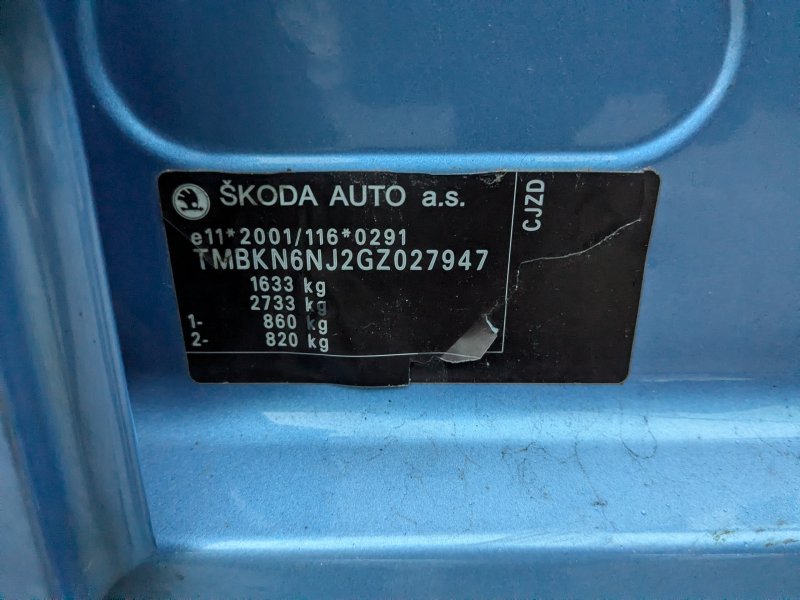 ŠKODA AUTO a.s.
e11*2001/116*0291
TMBKN6NJ2GZ027947
1633 kg
2733 kg
1- 860 kg
2- 820 kg
CJZD